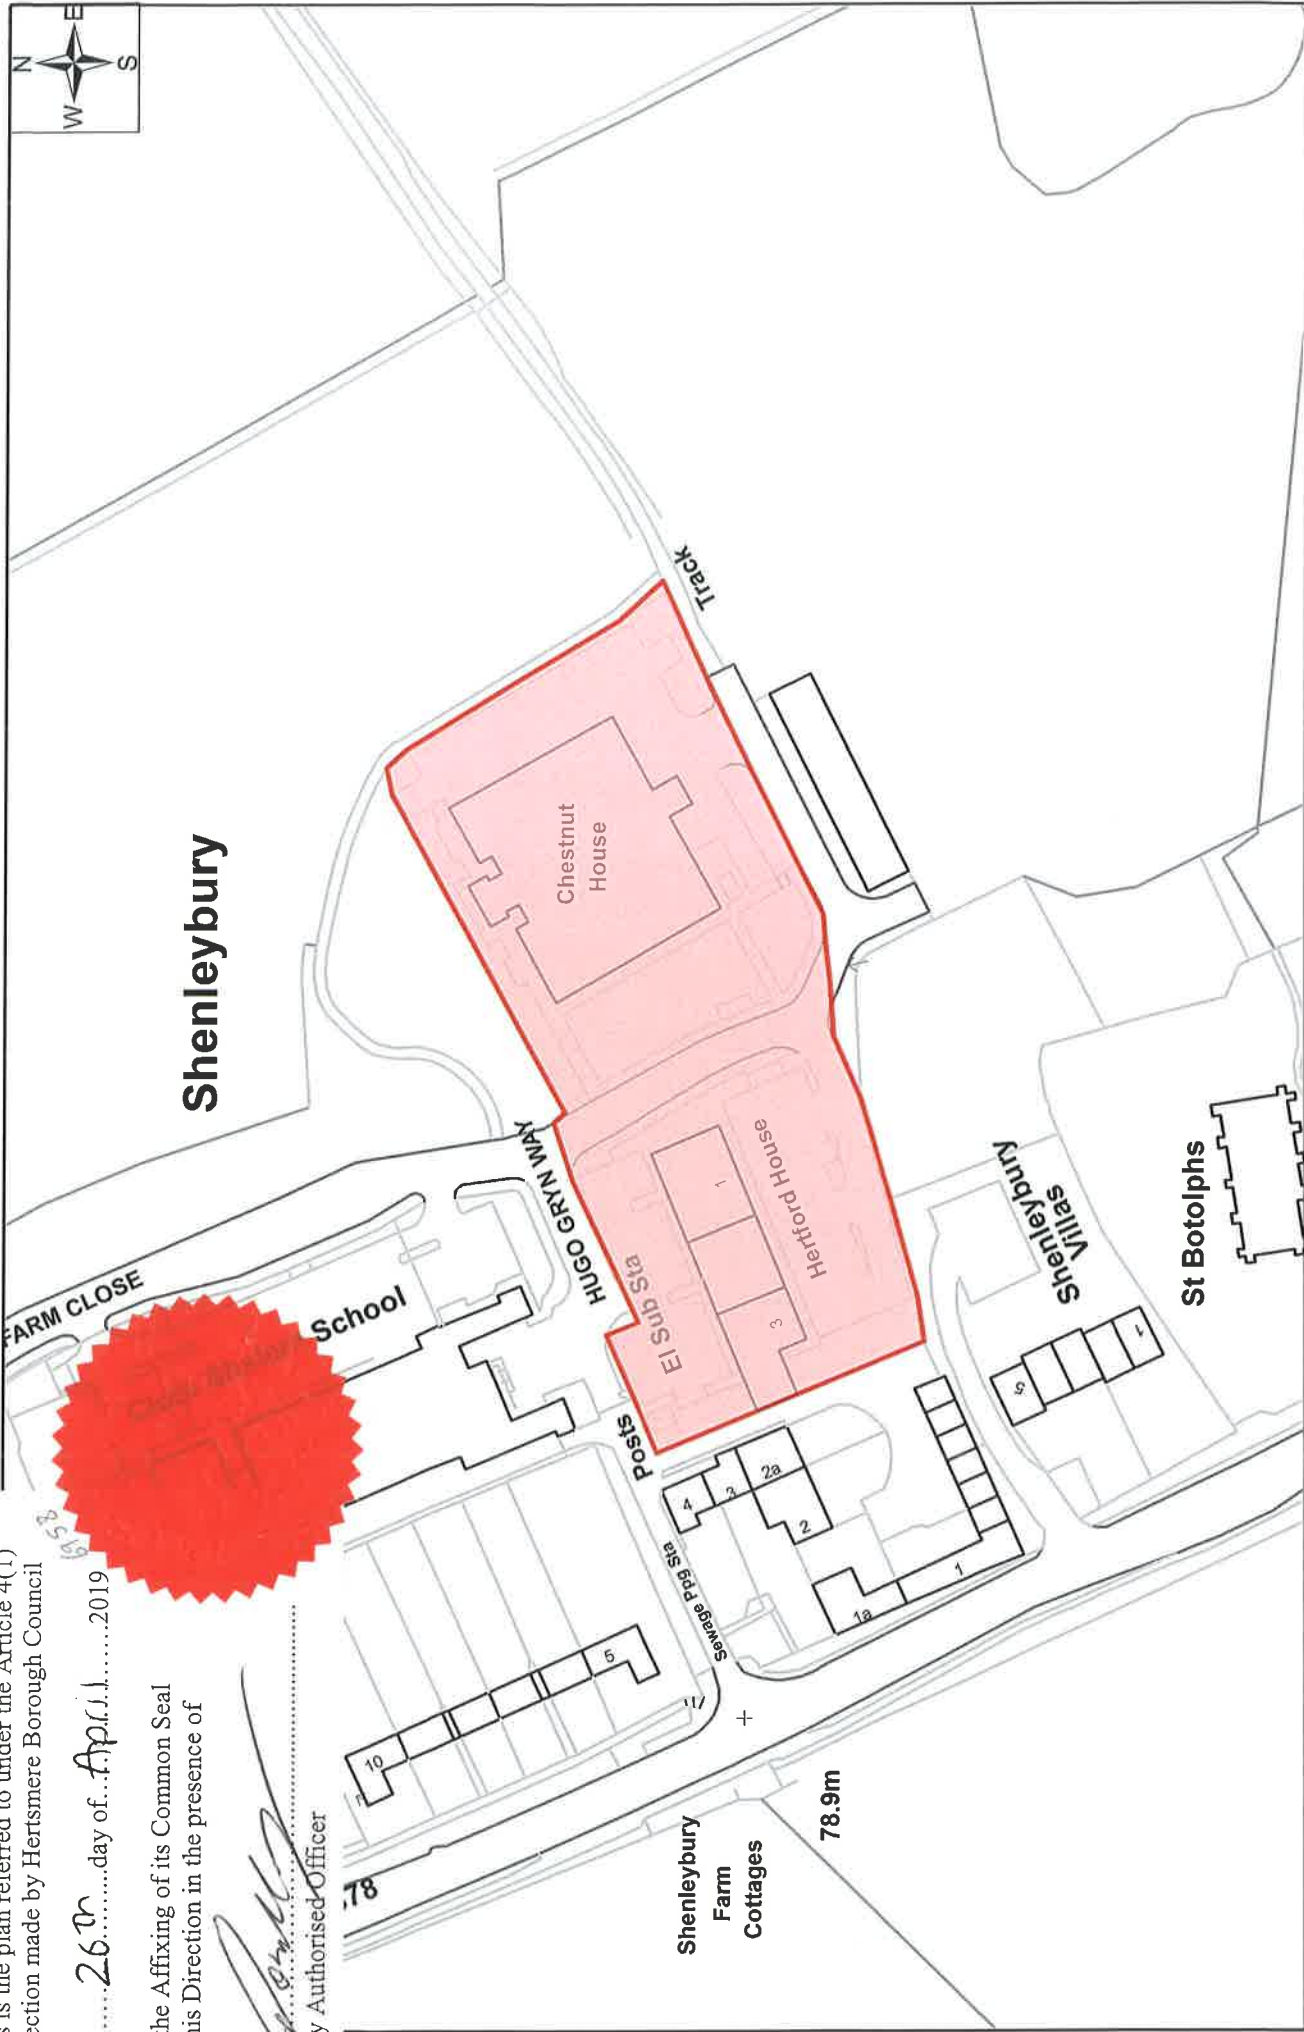 is the plan referred to under the Article 4(1)
ection made by Hertsmere Borough Council
.....26th........day of..April......2019
6958
the Affixing of its Common Seal
is Direction in the presence of
y Authorised Officer
N
E
S
W
Shenleybury
FARM CLOSE
School
HUGO GRYN WAY
Chestnut
House
Track
El Sub Sta
Hertford House
1
3
Posts
Sewage Ppg Sta
4
3
2a
2
1a
1
10
5
78
Shenleybury
Farm
Cottages
78.9m
Shenleybury
Villas
5
1
St Botolphs